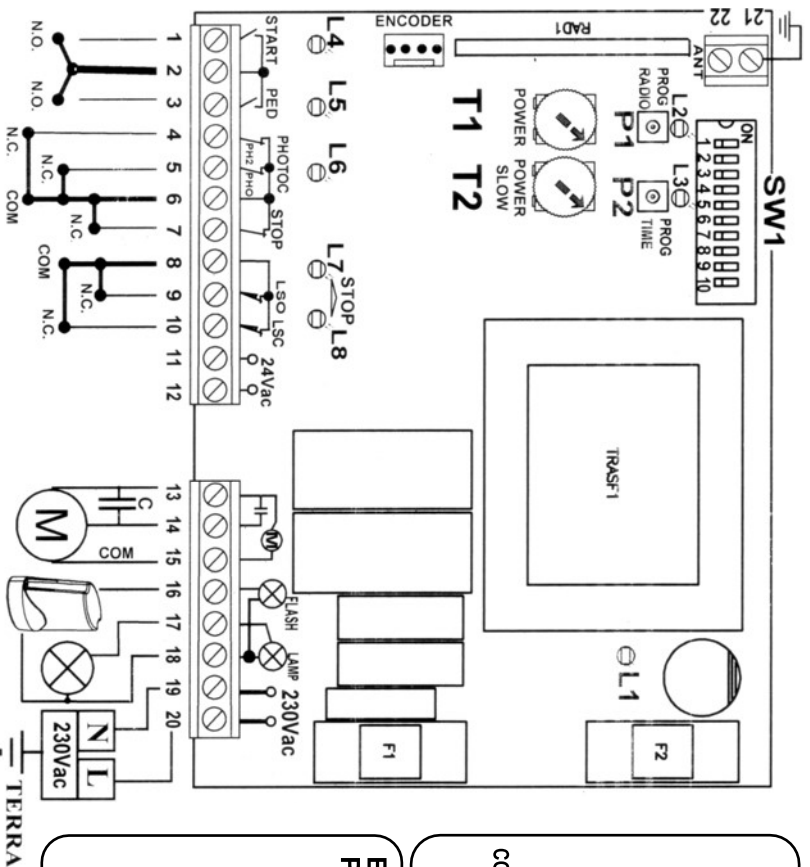 22 21
ANT
RAD1
ENCODER
ON
1 2 3 4 5 6 7 8 9 10
SW1
L2
L3
PROG
RADIO
P1
P2
PROG
TIME
POWER
T1
POWER
SLOW
T2
L4
L5
L6
L7
STOP
L8
START
PED
PHOTOC
PH2
PHO
STOP
LSO
LSC
24Vac
1
2
3
4
5
6
7
8
9
10
11
12
N.O.
N.O.
N.C.
N.C.
COM
N.C.
COM
N.C.
N.C.
TRASF1
L1
F1
F2
13
14
15
16
17
18
19
20
C
M
COM
M
FLASH
LAMP
230Vac
N
L
230Vac
TERRA